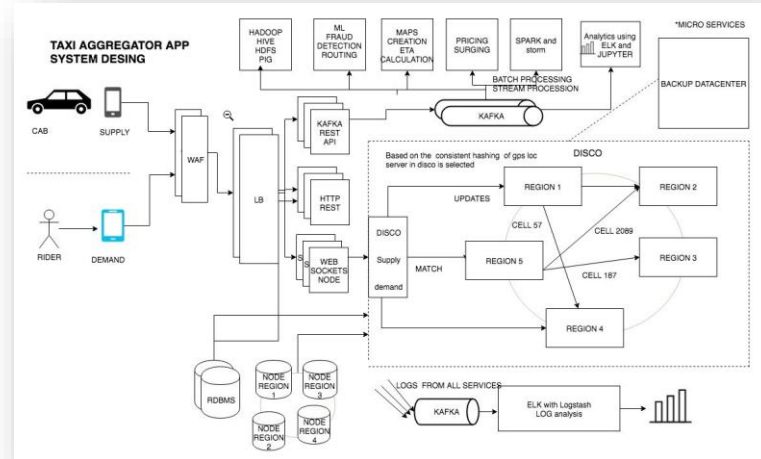 TAXI AGGREGATOR APP
SYSTEM DESING
HADOOP
HIVE
HDFS
PIG
ML
FRAUD
DETECTION
ROUTING
MAPS
CREATION
ETA
CALCULATION
PRICING
SURGING
SPARK and
storm
Analytics using
ELK and
JUPYTER
*MICRO SERVICES
BACKUP DATACENTER
BATCH PROCESSING
STREAM PROCESSION
KAFKA
CAB
SUPPLY
WAF
LB
KAFKA
REST
API
HTTP
REST
S
S
WEB
SOCKETS
NODE
RIDER
DEMAND
Based on the consistent hashing of gps loc
server in disco is selected
DISCO
UPDATES
REGION 1
REGION 2
CELL 57
CELL 2089
DISCO
Supply
demand
MATCH
REGION 5
REGION 3
CELL 187
REGION 4
RDBMS
NODE
REGION
1
NODE
REGION
3
NODE
REGION
2
NODE
REGION
4
LOGS FROM ALL SERVICES
KAFKA
ELK with Logstash
LOG analysis